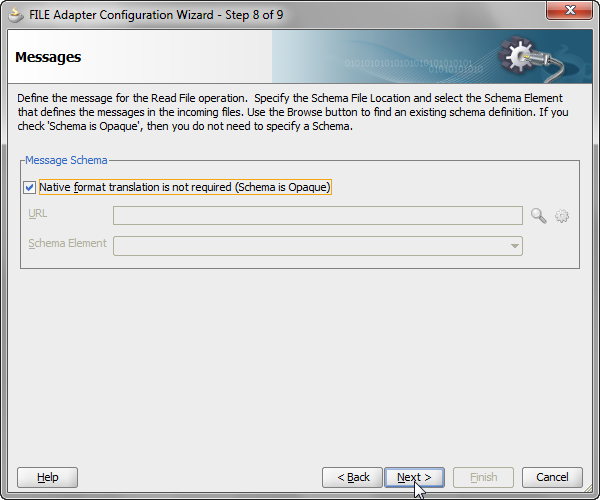 FILE Adapter Configuration Wizard - Step 8 of 9
Messages
010101010101010101010101
010101010
Define the message for the Read File operation.  Specify the Schema File Location and select the Schema Element
that defines the messages in the incoming files. Use the Browse button to find an existing schema definition. If you
check 'Schema is Opaque', then you do not need to specify a Schema.
Message Schema
Native format translation is not required (Schema is Opaque)
URL
Schema Element
Help
< Back
Next >
Finish
Cancel